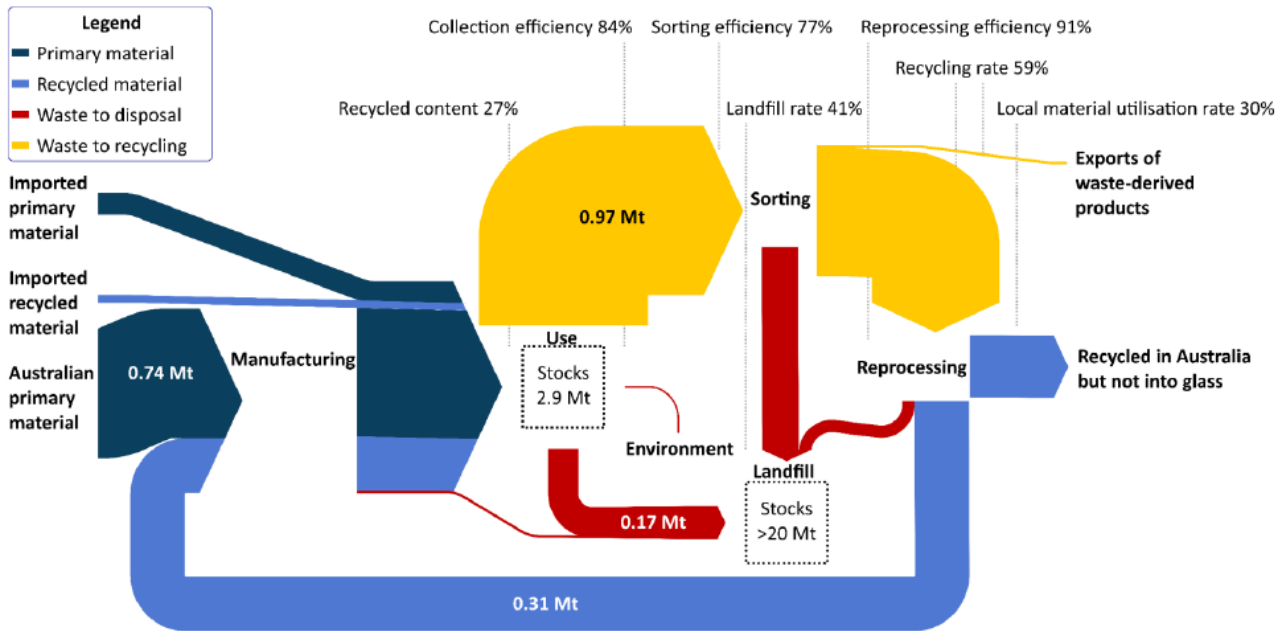 Legend
Primary material
Recycled material
Waste to disposal
Waste to recycling
Collection efficiency 84%
Sorting efficiency 77%
Reprocessing efficiency 91%
Recycling rate 59%
Recycled content 27%
Landfill rate 41%
Local material utilisation rate 30%
Imported
primary
material
Imported
recycled
material
Australian
primary
material
0.74 Mt
Manufacturing
0.97 Mt
Sorting
Exports of
waste-derived
products
Use
Stocks
2.9 Mt
Environment
Reprocessing
Recycled in Australia
but not into glass
Landfill
Stocks
>20 Mt
0.17 Mt
0.31 Mt